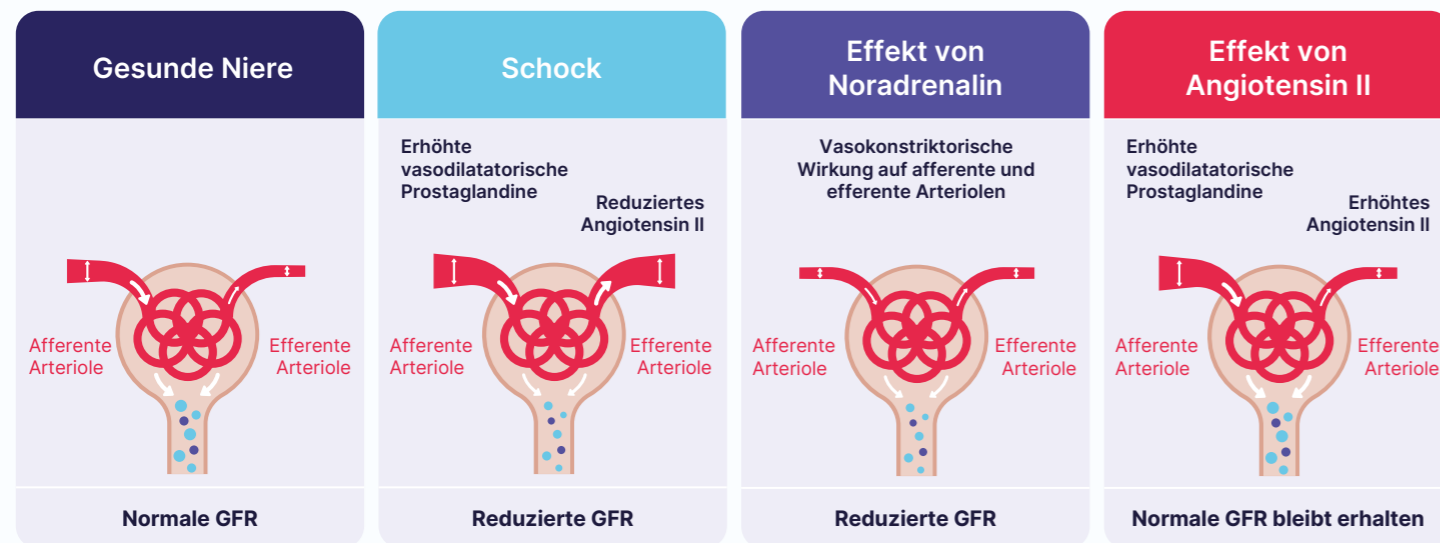 Gesunde Niere
Afferente
Arteriole
Efferente
Arteriole
Normale GFR
Schock
Erhöhte
vasodilatatorische
Prostaglandine
Reduziertes
Angiotensin II
Afferente
Arteriole
Efferente
Arteriole
Reduzierte GFR
Effekt von
Noradrenalin
Vasokonstriktorische
Wirkung auf afferente und
efferente Arteriolen
Afferente
Arteriole
Efferente
Arteriole
Reduzierte GFR
Effekt von
Angiotensin II
Erhöhte
vasodilatatorische
Prostaglandine
Erhöhtes
Angiotensin II
Afferente
Arteriole
Efferente
Arteriole
Normale GFR bleibt erhalten